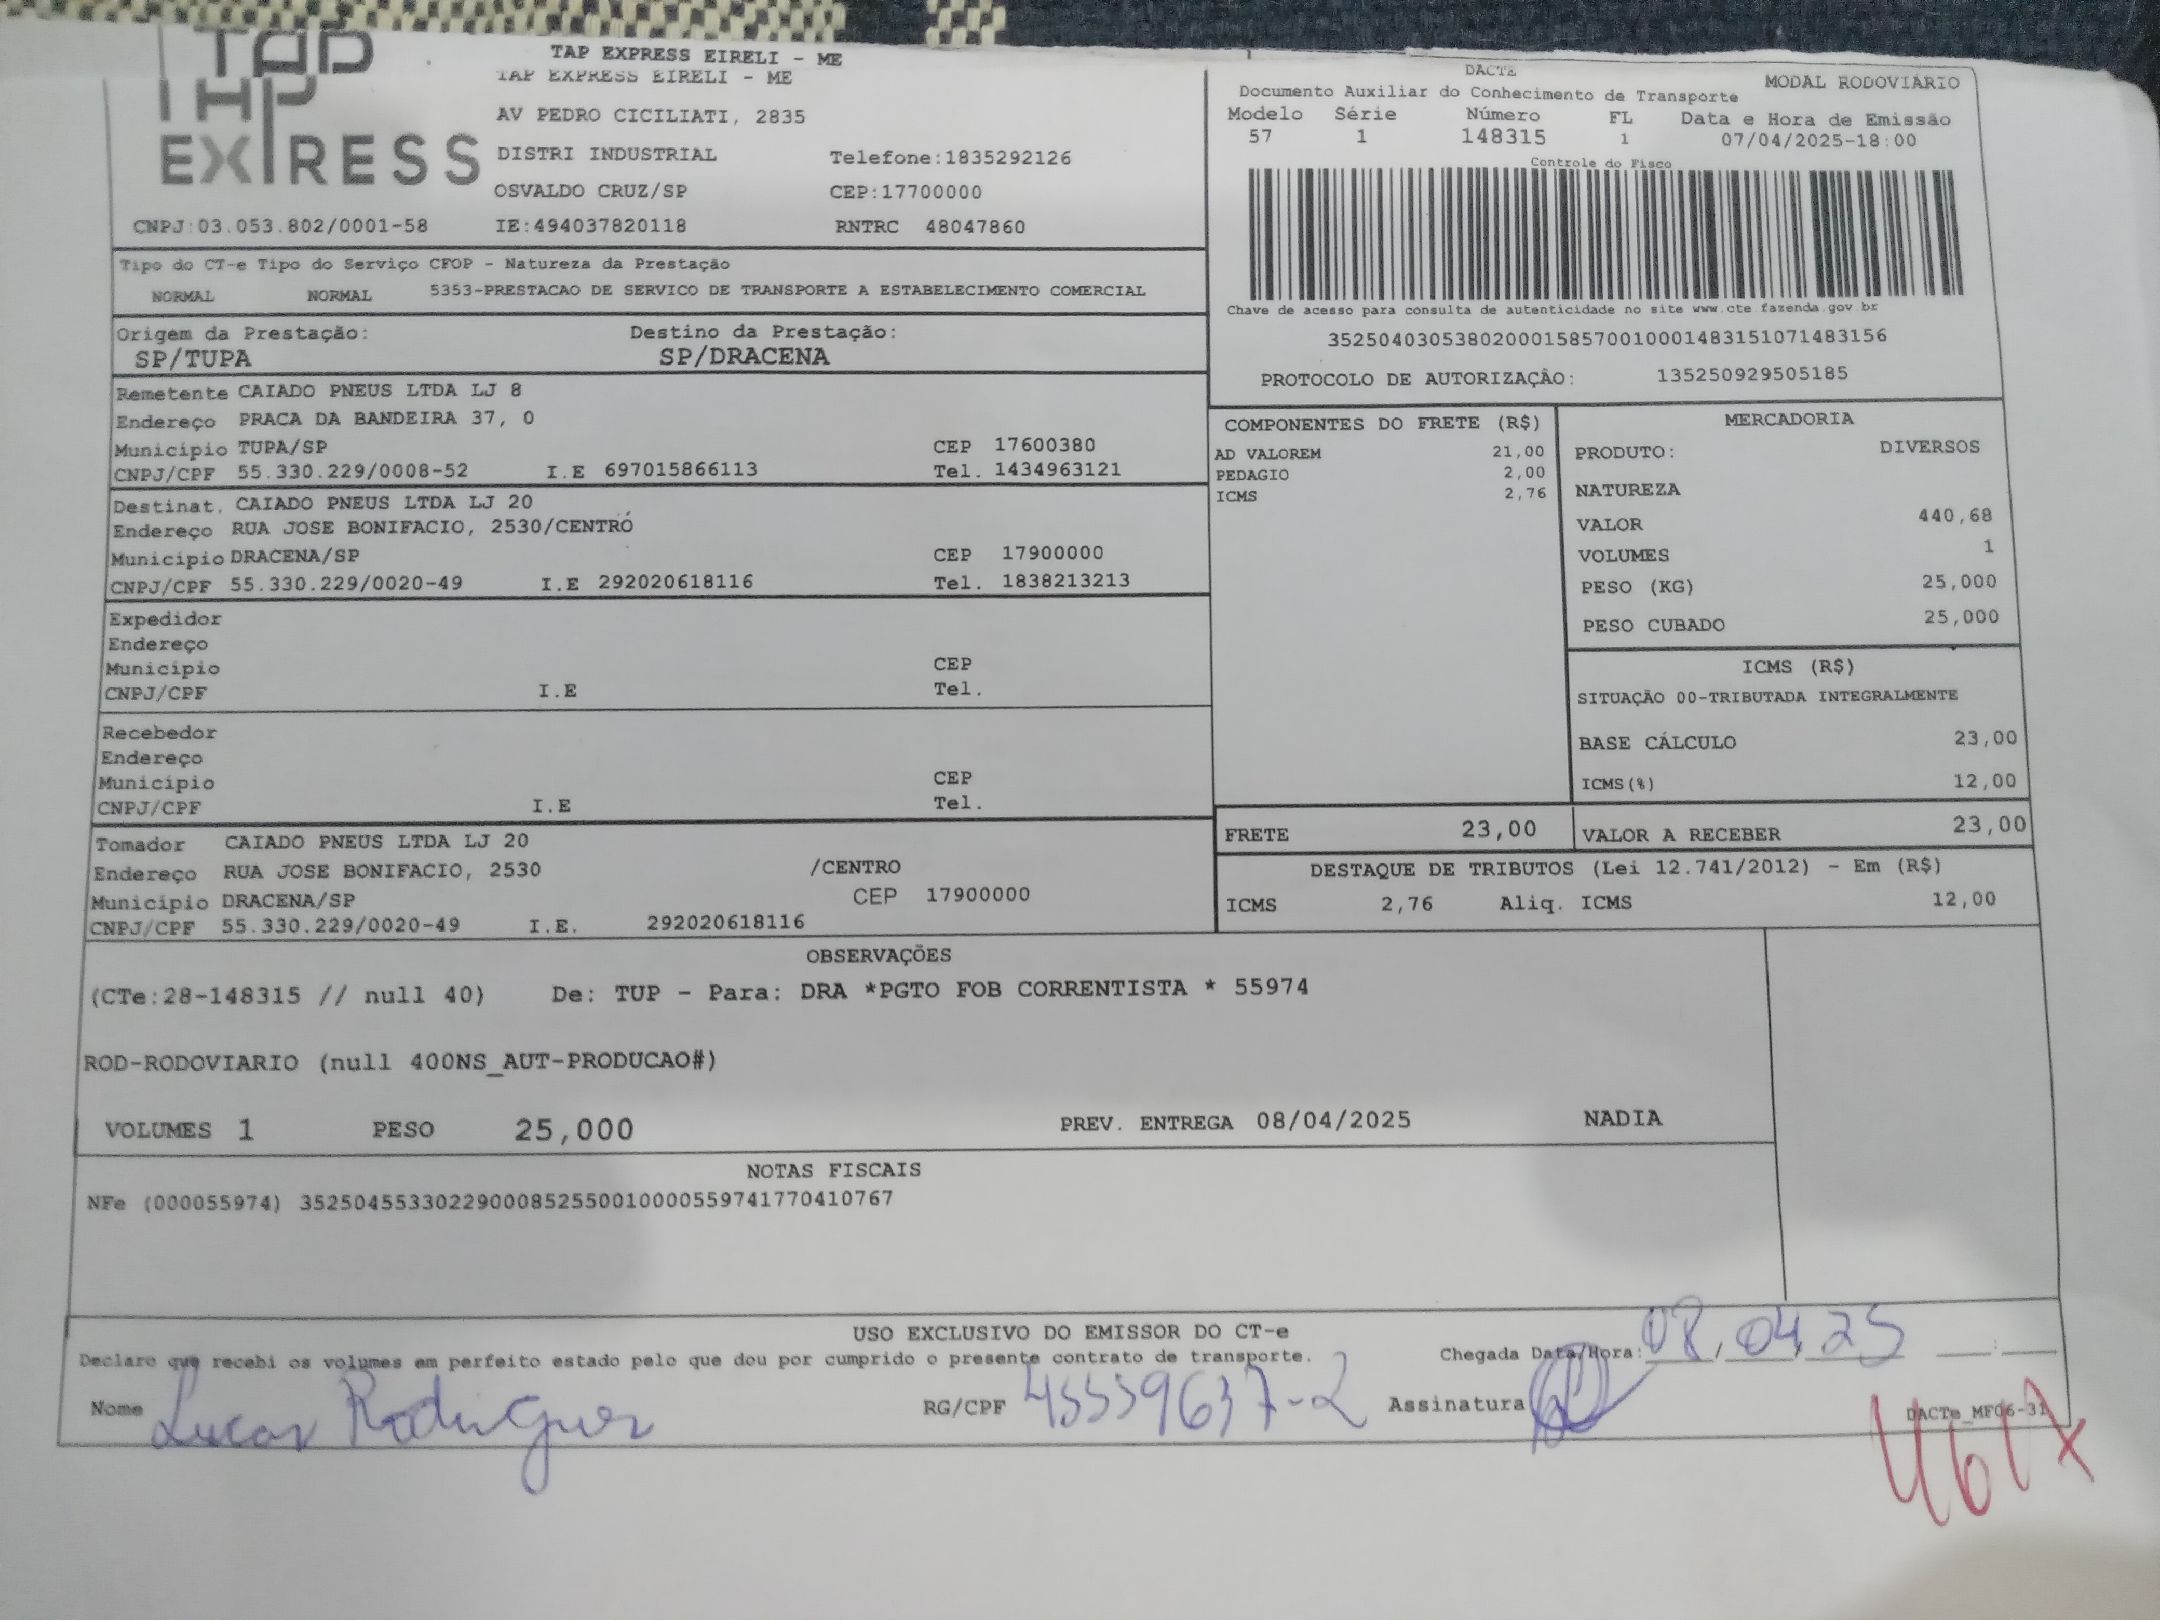 TAP
TAP EXPRESS
TAP EXPRESS EIRELI - ME
TAP EXPRESS EIRELI - ME
AV PEDRO CICILIATI, 2835
DISTRI INDUSTRIAL Telefone:1835292126
OSVALDO CRUZ/SP CEP:17700000
CNPJ:03.053.802/0001-58 IE:494037820118 RNTRC 48047860
DACTE MODAL RODOVIÁRIO
Documento Auxiliar do Conhecimento de Transporte
Modelo Série Número FL Data e Hora de Emissão
57 1 148315 1 07/04/2025-18:00
Controle do Fisco
Chave de acesso para consulta de autenticidade no site www.cte.fazenda.gov.br
35250403053802000158570010001483151071483156
PROTOCOLO DE AUTORIZAÇÃO: 135250929505185
Tipo do CT-e Tipo do Serviço CFOP - Natureza da Prestação
NORMAL NORMAL 5353-PRESTACAO DE SERVICO DE TRANSPORTE A ESTABELECIMENTO COMERCIAL
Origem da Prestação: Destino da Prestação:
SP/TUPA SP/DRACENA
Remetente CAIADO PNEUS LTDA LJ 8
Endereço PRACA DA BANDEIRA 37, 0
Município TUPA/SP CEP 17600380
CNPJ/CPF 55.330.229/0008-52 I.E 697015866113 Tel. 1434963121
Destinat. CAIADO PNEUS LTDA LJ 20
Endereço RUA JOSE BONIFACIO, 2530/CENTRO
Município DRACENA/SP CEP 17900000
CNPJ/CPF 55.330.229/0020-49 I.E 292020618116 Tel. 1838213213
Expedidor
Endereço
Município CEP
CNPJ/CPF I.E Tel.
Recebedor
Endereço
Município CEP
CNPJ/CPF I.E Tel.
Tomador CAIADO PNEUS LTDA LJ 20
Endereço RUA JOSE BONIFACIO, 2530 /CENTRO
Município DRACENA/SP CEP 17900000
CNPJ/CPF 55.330.229/0020-49 I.E. 292020618116
COMPONENTES DO FRETE (R$)
AD VALOREM 21,00
PEDAGIO 2,00
ICMS 2,76
MERCADORIA
PRODUTO: DIVERSOS
NATUREZA
VALOR 440,68
VOLUMES 1
PESO (KG) 25,000
PESO CUBADO 25,000
ICMS (R$)
SITUAÇÃO 00-TRIBUTADA INTEGRALMENTE
BASE CÁLCULO 23,00
ICMS(%) 12,00
FRETE 23,00 VALOR A RECEBER 23,00
DESTAQUE DE TRIBUTOS (Lei 12.741/2012) - Em (R$)
ICMS 2,76 Aliq. ICMS 12,00
OBSERVAÇÕES
(CTe:28-148315 // null 40) De: TUP - Para: DRA *PGTO FOB CORRENTISTA * 55974
ROD-RODOVIARIO (null 400NS_AUT-PRODUCAO#)
VOLUMES 1 PESO 25,000 PREV. ENTREGA 08/04/2025 NADIA
NOTAS FISCAIS
NFe (000055974) 35250455330229000852550010000559741770410767
USO EXCLUSIVO DO EMISSOR DO CT-e
Declaro que recebi os volumes em perfeito estado pelo que dou por cumprido o presente contrato de transporte. Chegada Data/Hora: 08/04/25 :
Nome Lucas Rodrigues RG/CPF 45559637-2 Assinatura
DACTe_MF06-31